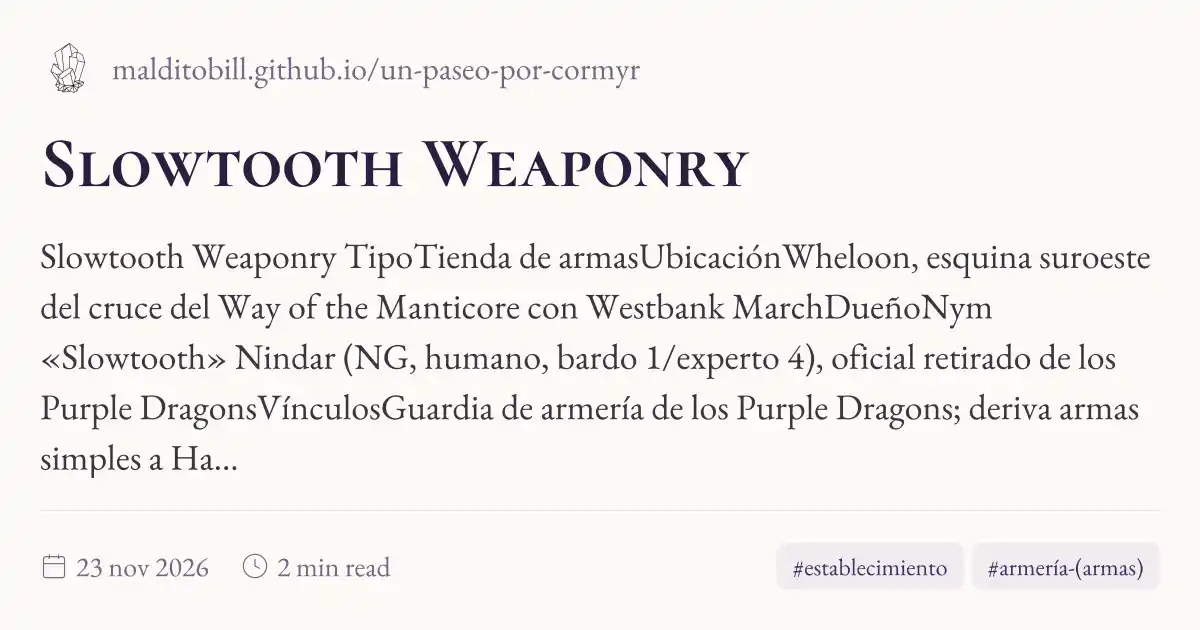 malditobill.github.io/un-paseo-por-cormyr
Slowtooth Weaponry
Slowtooth Weaponry TipoTienda de armasUbicaciónWheloon, esquina suroeste
del cruce del Way of the Manticore con Westbank MarchDueñoNym
«Slowtooth» Nindar (NG, humano, bardo 1/experto 4), oficial retirado de los
Purple DragonsVínculosGuardia de armería de los Purple Dragons; deriva armas
simples a Ha...
23 nov 2026 2 min read #establecimiento #armería-(armas)